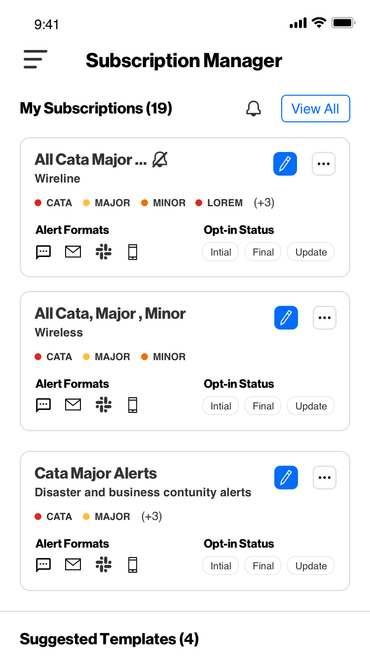 9:41
Subscription Manager
My Subscriptions (19)
View All
All Cata Major ...
Wireline
CATA MAJOR MINOR LOREM (+3)
Alert Formats Opt-in Status
Intial Final Update
All Cata, Major , Minor
Wireless
CATA MAJOR MINOR
Alert Formats Opt-in Status
Intial Final Update
Cata Major Alerts
Disaster and business contunity alerts
CATA MAJOR (+3)
Alert Formats Opt-in Status
Intial Final Update
Suggested Templates (4)